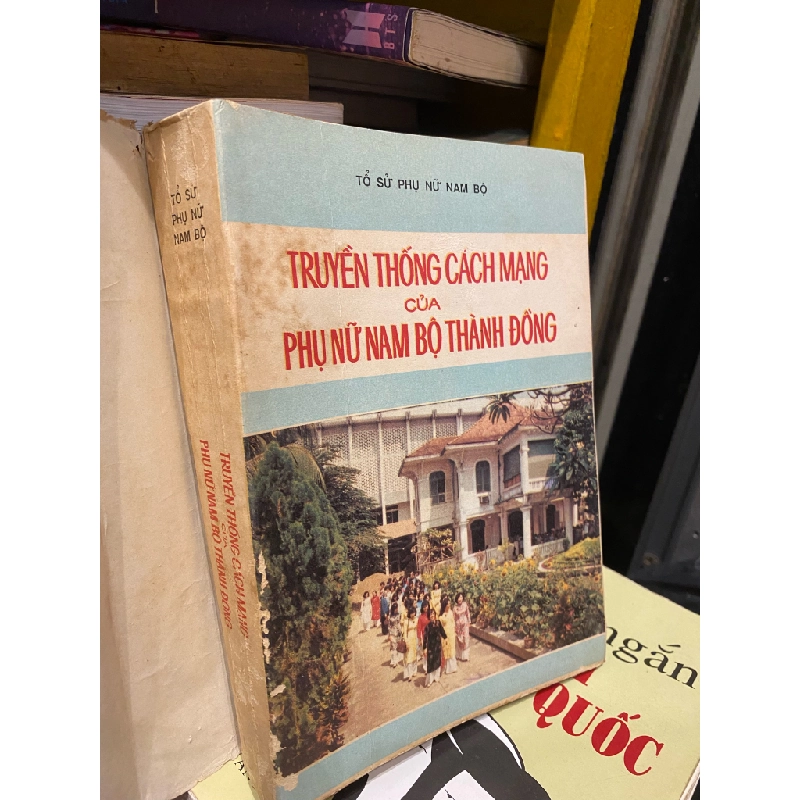 BTS
TỔ SỬ PHỤ NỮ NAM BỘ
TRUYỀN THỐNG CÁCH MẠNG
CỦA
PHỤ NỮ NAM BỘ THÀNH ĐỒNG
TỔ SỬ
PHỤ NỮ
NAM BỘ
TRUYỀN THỐNG CÁCH MẠNG
CỦA
PHỤ NỮ NAM BỘ THÀNH ĐỒNG
ngắn
QUỐC